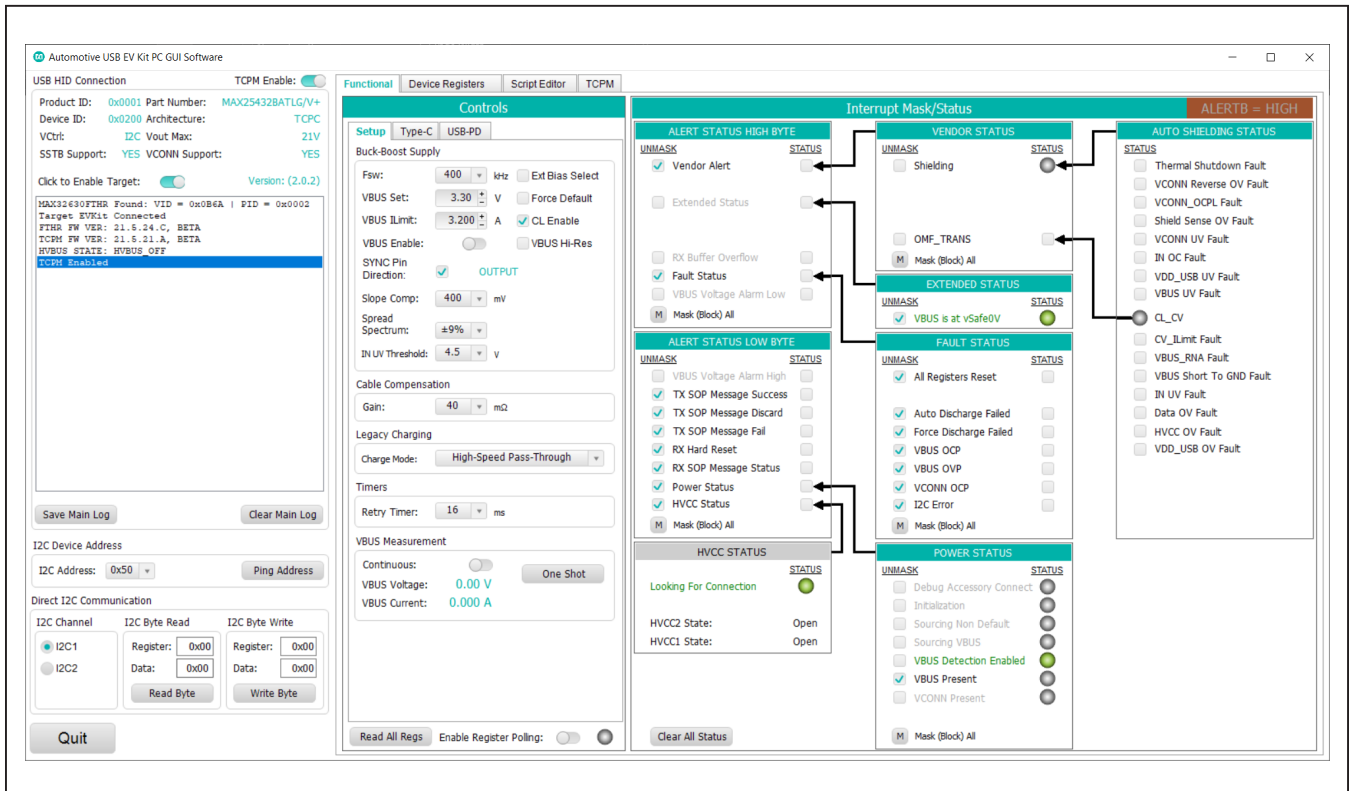 Automotive USB EV Kit PC GUI Software
USB HID Connection TCPM Enable:
Product ID: 0x0001 Part Number: MAX25432BATLG/V+
Device ID: 0x0200 Architecture: TCPC
VCtrl: I2C Vout Max: 21V
SSTB Support: YES VCONN Support: YES
Click to Enable Target: Version: (2.0.2)
MAX32630FTHR Found: VID = 0x0B6A | PID = 0x0002
Target EVKit Connected
FTHR FW VER: 21.5.24.C, BETA
TCPM FW VER: 21.5.21.A, BETA
HVBUS STATE: HVBUS_OFF
TCPM Enabled
Save Main Log Clear Main Log
I2C Device Address
I2C Address: 0x50 Ping Address
Direct I2C Communication
I2C Channel I2C Byte Read I2C Byte Write
I2C1 Register: 0x00 Register: 0x00
I2C2 Data: 0x00 Data: 0x00
Read Byte Write Byte
Quit
Functional Device Registers Script Editor TCPM
Controls
Setup Type-C USB-PD
Buck-Boost Supply
Fsw: 400 kHz Ext Bias Select
VBUS Set: 3.30 V Force Default
VBUS ILimit: 3.200 A CL Enable
VBUS Enable: VBUS Hi-Res
SYNC Pin
Direction: OUTPUT
Slope Comp: 400 mV
Spread
Spectrum: ±9%
IN UV Threshold: 4.5 V
Cable Compensation
Gain: 40 mΩ
Legacy Charging
Charge Mode: High-Speed Pass-Through
Timers
Retry Timer: 16 ms
VBUS Measurement
Continuous: One Shot
VBUS Voltage: 0.00 V
VBUS Current: 0.000 A
Read All Regs Enable Register Polling:
Interrupt Mask/Status ALERTB = HIGH
ALERT STATUS HIGH BYTE
UNMASK STATUS
Vendor Alert
Extended Status
RX Buffer Overflow
Fault Status
VBUS Voltage Alarm Low
M Mask (Block) All
ALERT STATUS LOW BYTE
UNMASK STATUS
VBUS Voltage Alarm High
TX SOP Message Success
TX SOP Message Discard
TX SOP Message Fail
RX Hard Reset
RX SOP Message Status
Power Status
HVCC Status
M Mask (Block) All
HVCC STATUS
STATUS
Looking For Connection
HVCC2 State: Open
HVCC1 State: Open
Clear All Status
VENDOR STATUS
UNMASK STATUS
Shielding
OMF_TRANS
M Mask (Block) All
EXTENDED STATUS
UNMASK STATUS
VBUS is at vSafe0V
FAULT STATUS
UNMASK STATUS
All Registers Reset
Auto Discharge Failed
Force Discharge Failed
VBUS OCP
VBUS OVP
VCONN OCP
I2C Error
M Mask (Block) All
POWER STATUS
UNMASK STATUS
Debug Accessory Connect
Initialization
Sourcing Non Default
Sourcing VBUS
VBUS Detection Enabled
VBUS Present
VCONN Present
M Mask (Block) All
AUTO SHIELDING STATUS
STATUS
Thermal Shutdown Fault
VCONN Reverse OV Fault
VCONN_OCPL Fault
Shield Sense OV Fault
VCONN UV Fault
IN OC Fault
VDD_USB UV Fault
VBUS UV Fault
CL_CV
CV_ILimit Fault
VBUS_RNA Fault
VBUS Short To GND Fault
IN UV Fault
Data OV Fault
HVCC OV Fault
VDD_USB OV Fault